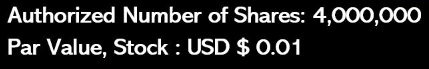 Authorized Number of Shares: 4,000,000
Par Value, Stock : USD $ 0.01